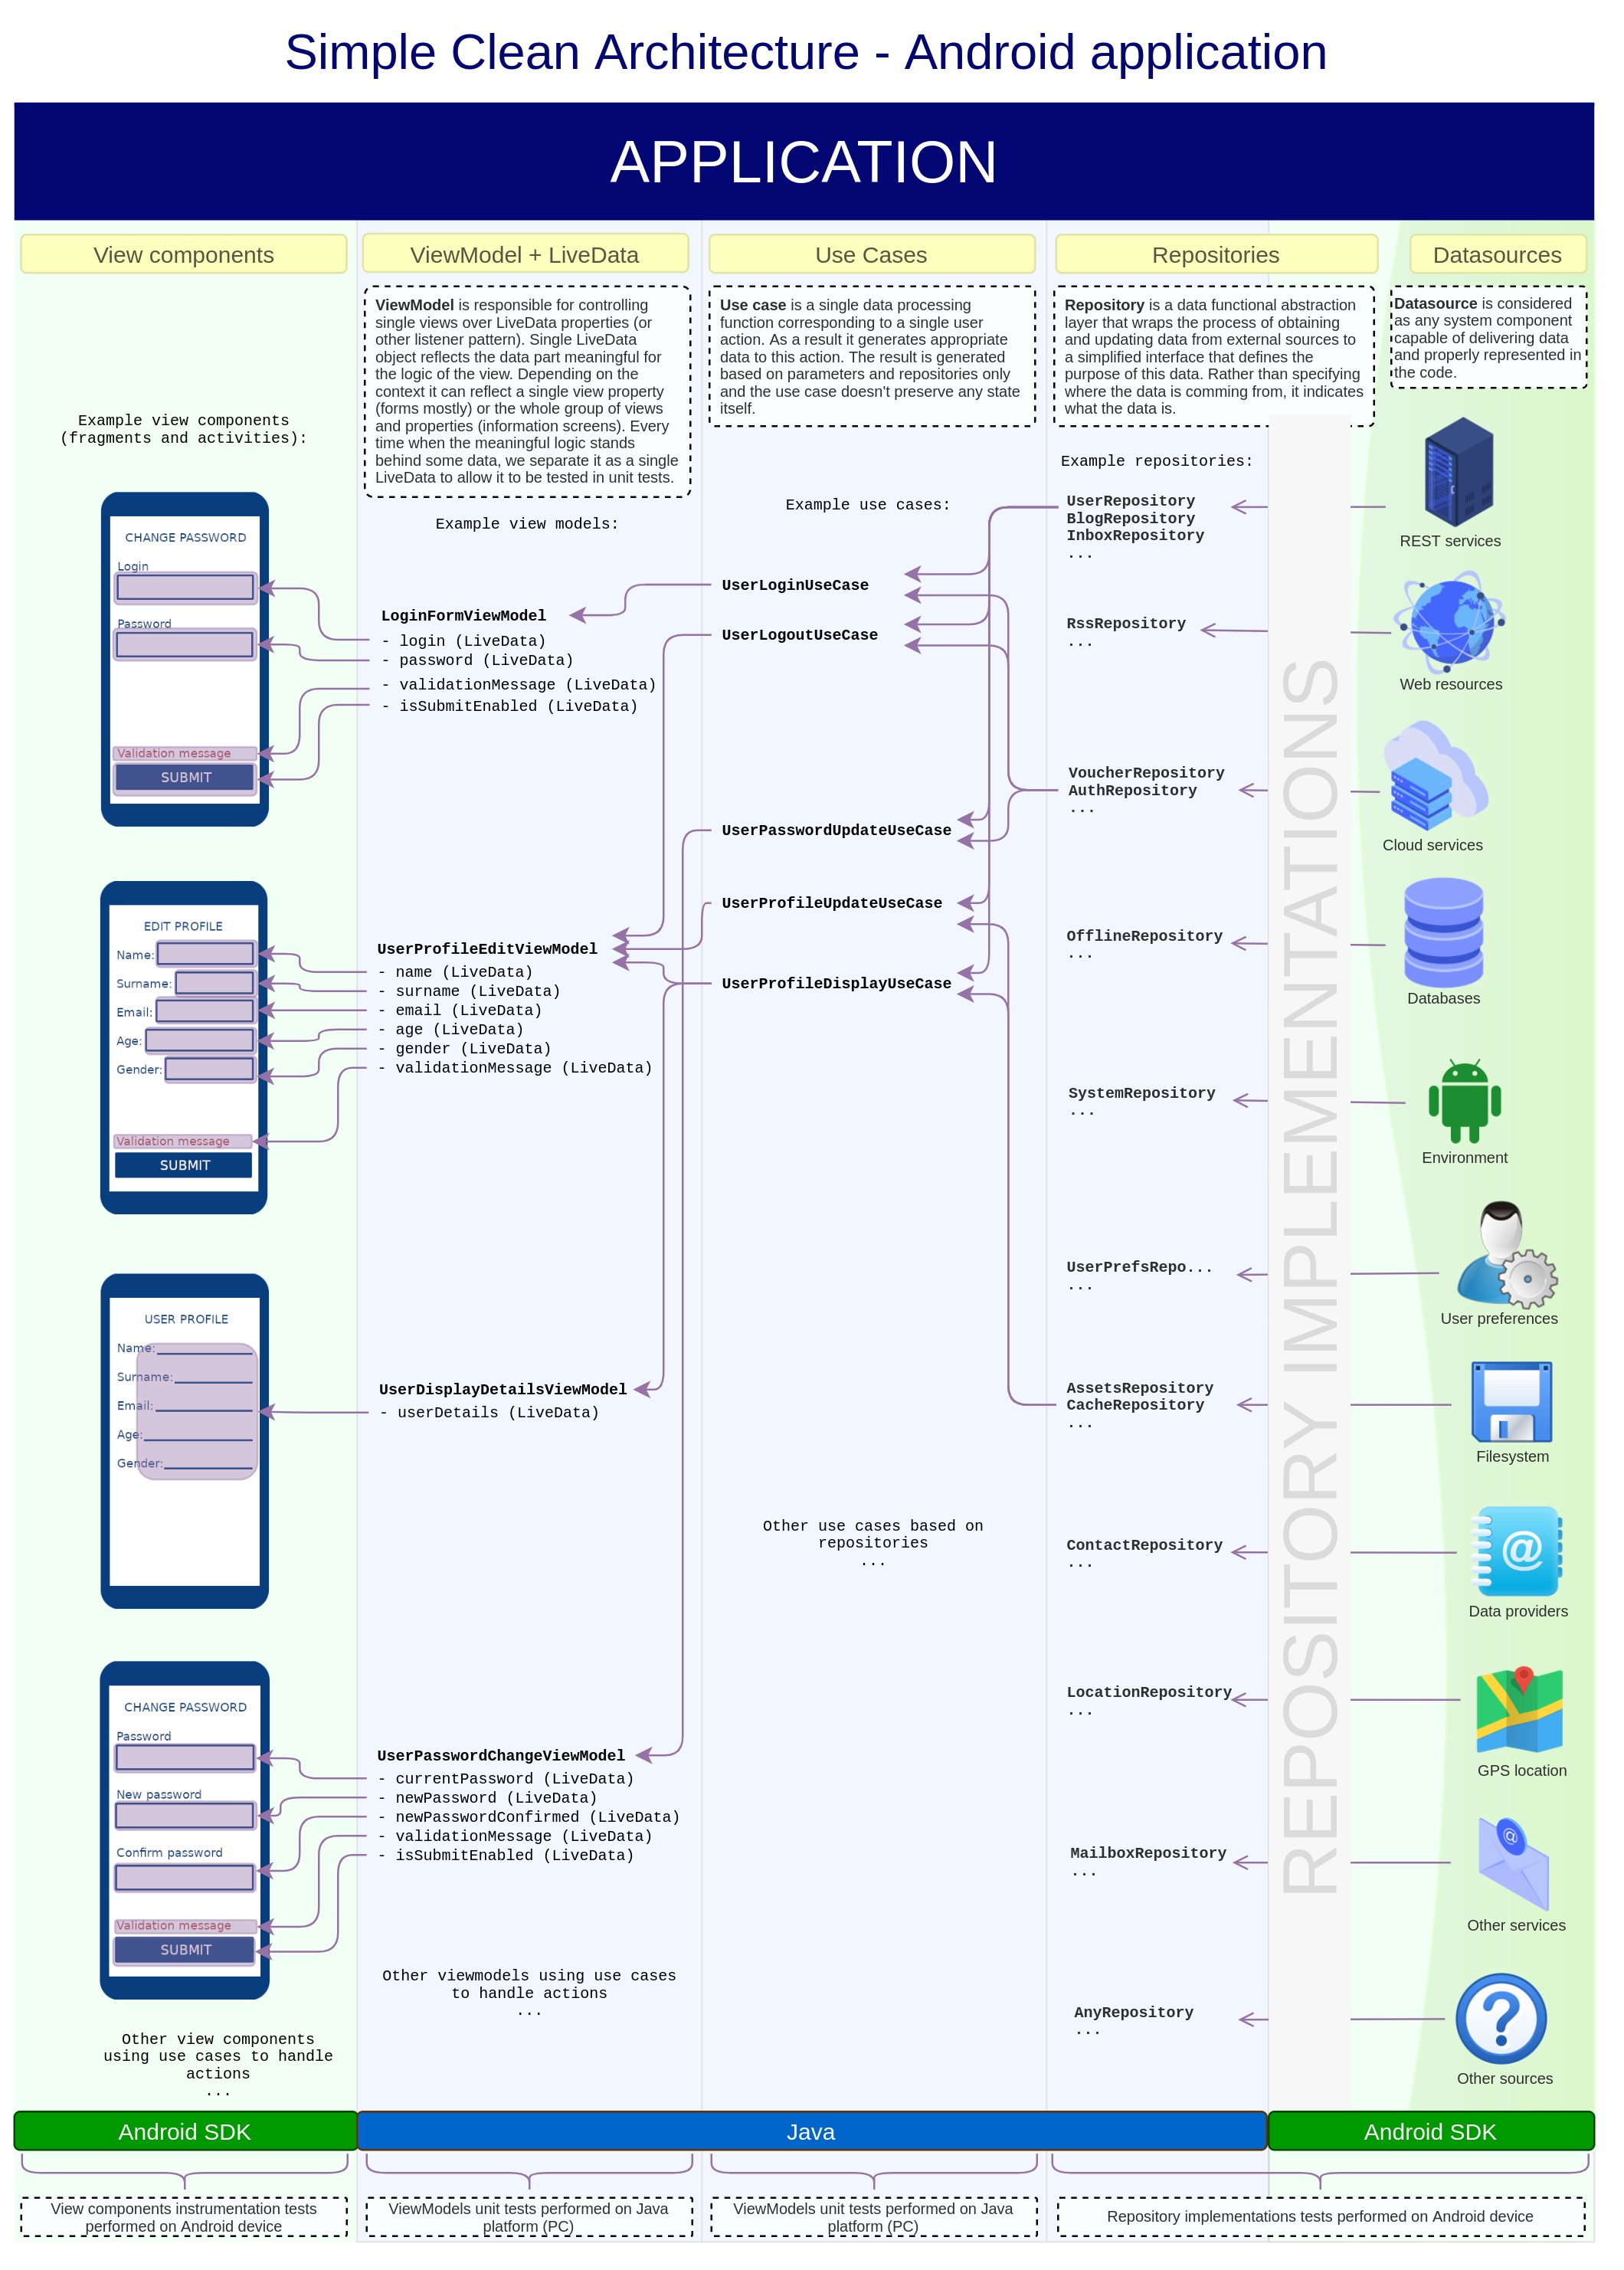 Simple Clean Architecture - Android application
APPLICATION
View components
ViewModel + LiveData
Use Cases
Repositories
Datasources
Example view components
(fragments and activities):
CHANGE PASSWORD
Login
Password
Validation message
SUBMIT
EDIT PROFILE
Name:
Surname:
Email:
Age:
Gender:
Validation message
SUBMIT
USER PROFILE
Name:
Surname:
Email:
Age:
Gender:
CHANGE PASSWORD
Password
New password
Confirm password
Validation message
SUBMIT
Other view components
using use cases to handle
actions
...
ViewModel is responsible for controlling
single views over LiveData properties (or
other listener pattern). Single LiveData
object reflects the data part meaningful for
the logic of the view. Depending on the
context it can reflect a single view property
(forms mostly) or the whole group of views
and properties (information screens). Every
time when the meaningful logic stands
behind some data, we separate it as a single
LiveData to allow it to be tested in unit tests.
Example view models:
LoginFormViewModel
- login (LiveData)
- password (LiveData)
- validationMessage (LiveData)
- isSubmitEnabled (LiveData)
UserProfileEditViewModel
- name (LiveData)
- surname (LiveData)
- email (LiveData)
- age (LiveData)
- gender (LiveData)
- validationMessage (LiveData)
UserDisplayDetailsViewModel
- userDetails (LiveData)
UserPasswordChangeViewModel
- currentPassword (LiveData)
- newPassword (LiveData)
- newPasswordConfirmed (LiveData)
- validationMessage (LiveData)
- isSubmitEnabled (LiveData)
Other viewmodels using use cases
to handle actions
...
Use case is a single data processing
function corresponding to a single user
action. As a result it generates appropriate
data to this action. The result is generated
based on parameters and repositories only
and the use case doesn't preserve any state
itself.
Example use cases:
UserLoginUseCase
UserLogoutUseCase
UserPasswordUpdateUseCase
UserProfileUpdateUseCase
UserProfileDisplayUseCase
Other use cases based on
repositories
...
Repository is a data functional abstraction
layer that wraps the process of obtaining
and updating data from external sources to
a simplified interface that defines the
purpose of this data. Rather than specifying
where the data is comming from, it indicates
what the data is.
Example repositories:
UserRepository
BlogRepository
InboxRepository
...
RssRepository
...
VoucherRepository
AuthRepository
...
OfflineRepository
...
SystemRepository
...
UserPrefsRepo...
...
AssetsRepository
CacheRepository
...
ContactRepository
...
LocationRepository
...
MailboxRepository
...
AnyRepository
...
REPOSITORY IMPLEMENTATIONS
Datasource is considered
as any system component
capable of delivering data
and properly represented in
the code.
REST services
Web resources
Cloud services
Databases
Environment
User preferences
Filesystem
@
Data providers
GPS location
@
Other services
?
Other sources
Android SDK
Java
Android SDK
View components instrumentation tests
performed on Android device
ViewModels unit tests performed on Java
platform (PC)
ViewModels unit tests performed on Java
platform (PC)
Repository implementations tests performed on Android device